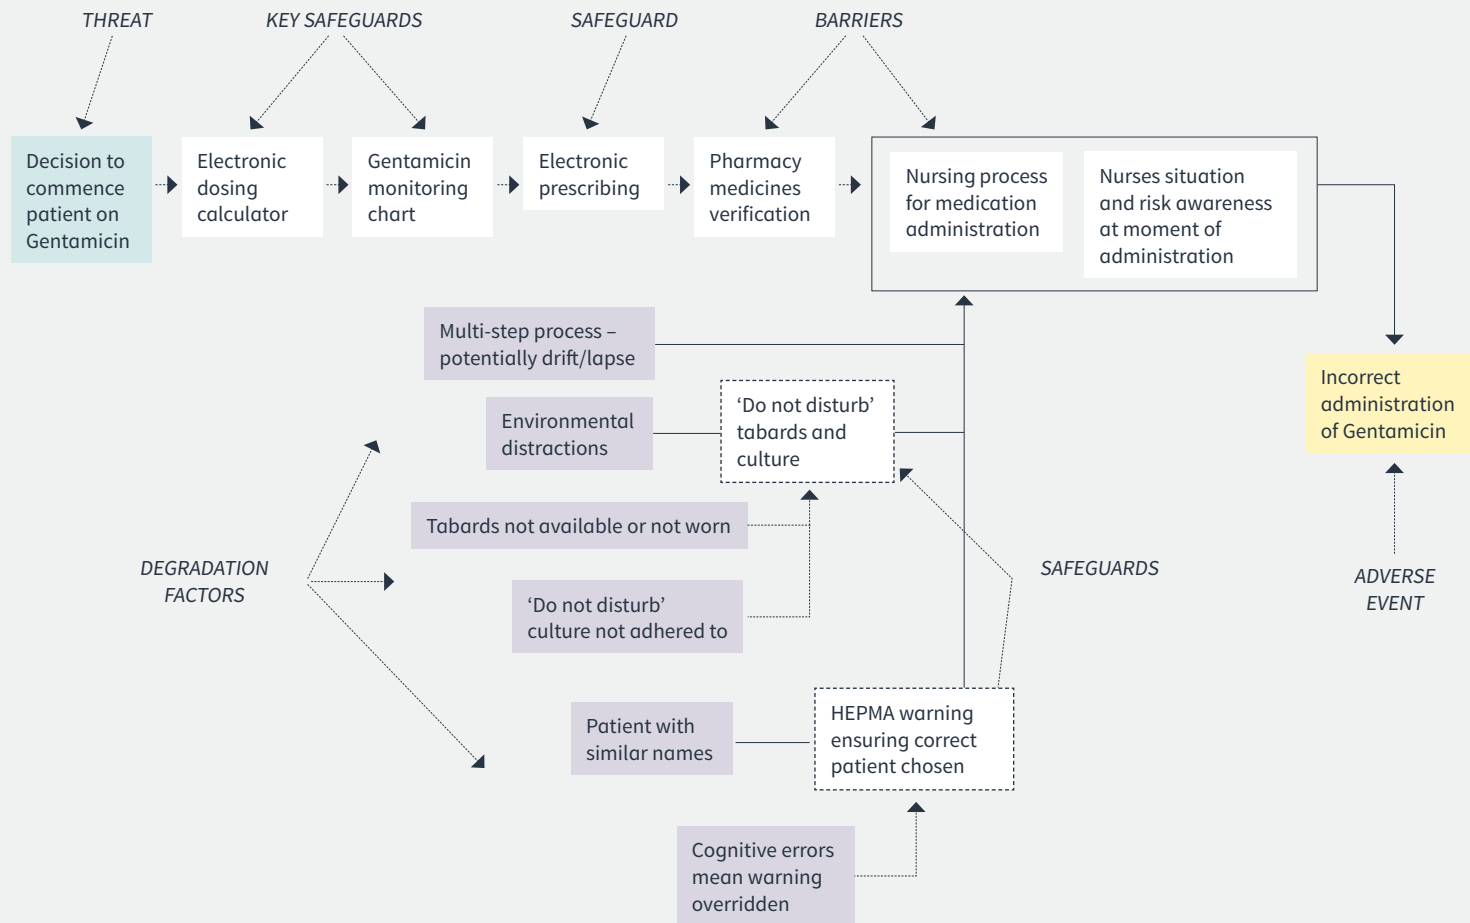 THREAT
KEY SAFEGUARDS
SAFEGUARD
BARRIERS
Decision to
commence
patient on
Gentamicin
Electronic
dosing
calculator
Gentamicin
monitoring
chart
Electronic
prescribing
Pharmacy
medicines
verification
Nursing process
for medication
administration
Nurses situation
and risk awareness
at moment of
administration
Multi-step process –
potentially drift/lapse
Environmental
distractions
‘Do not disturb’
tabards and
culture
Incorrect
administration
of Gentamicin
Tabards not available or not worn
DEGRADATION
FACTORS
‘Do not disturb’
culture not adhered to
SAFEGUARDS
ADVERSE
EVENT
Patient with
similar names
HEPMA warning
ensuring correct
patient chosen
Cognitive errors
mean warning
overridden